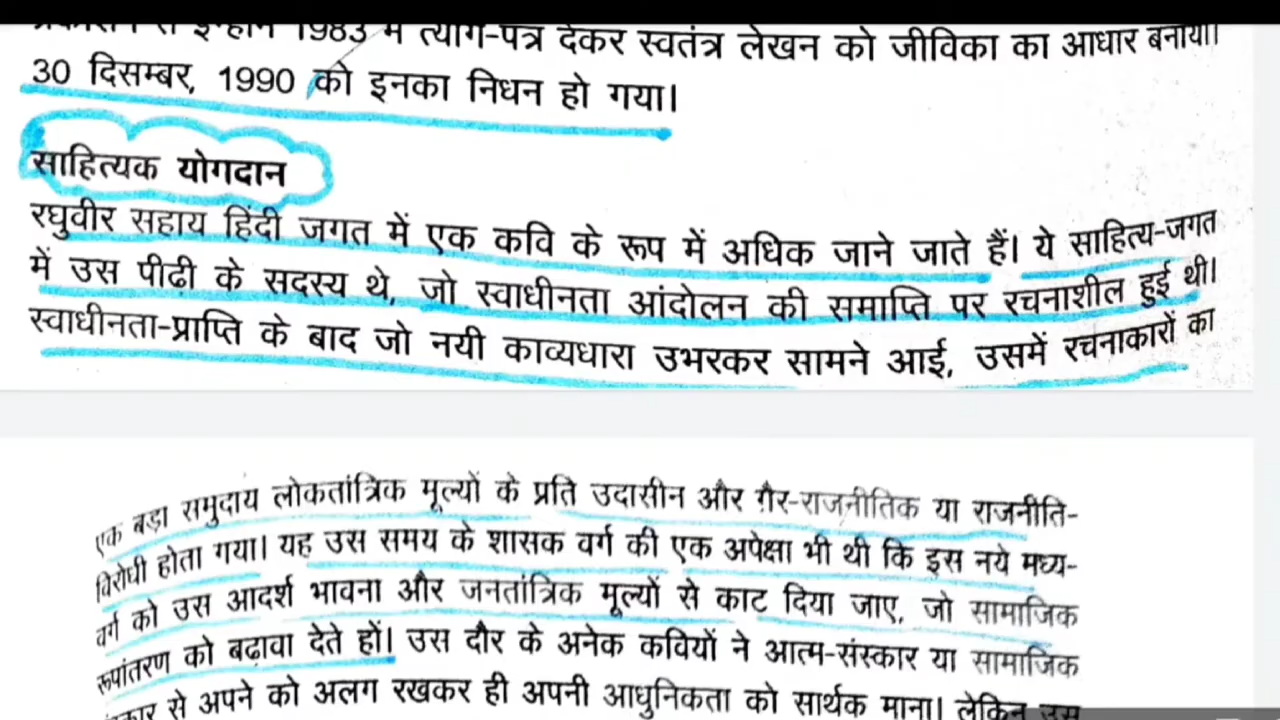 से इन्होंने 1983 में त्याग-पत्र देकर स्वतंत्र लेखन को जीविका का आधार बनाया।
30 दिसम्बर, 1990 को इनका निधन हो गया।
साहित्यक योगदान
रघुवीर सहाय हिंदी जगत में एक कवि के रूप में अधिक जाने जाते हैं। ये साहित्य-जगत
में उस पीढ़ी के सदस्य थे, जो स्वाधीनता आंदोलन की समाप्ति पर रचनाशील हुई थी।
स्वाधीनता-प्राप्ति के बाद जो नयी काव्यधारा उभरकर सामने आई, उसमें रचनाकारों का
एक बड़ा समुदाय लोकतांत्रिक मूल्यों के प्रति उदासीन और ग़ैर-राजनीतिक या राजनीति-
विरोधी होता गया। यह उस समय के शासक वर्ग की एक अपेक्षा भी थी कि इस नये मध्य-
वर्ग को उस आदर्श भावना और जनतांत्रिक मूल्यों से काट दिया जाए, जो सामाजिक
रूपांतरण को बढ़ावा देते हों। उस दौर के अनेक कवियों ने आत्म-संस्कार या सामाजिक
से अपने को अलग रखकर ही अपनी आधुनिकता को सार्थक माना। लेकिन उस